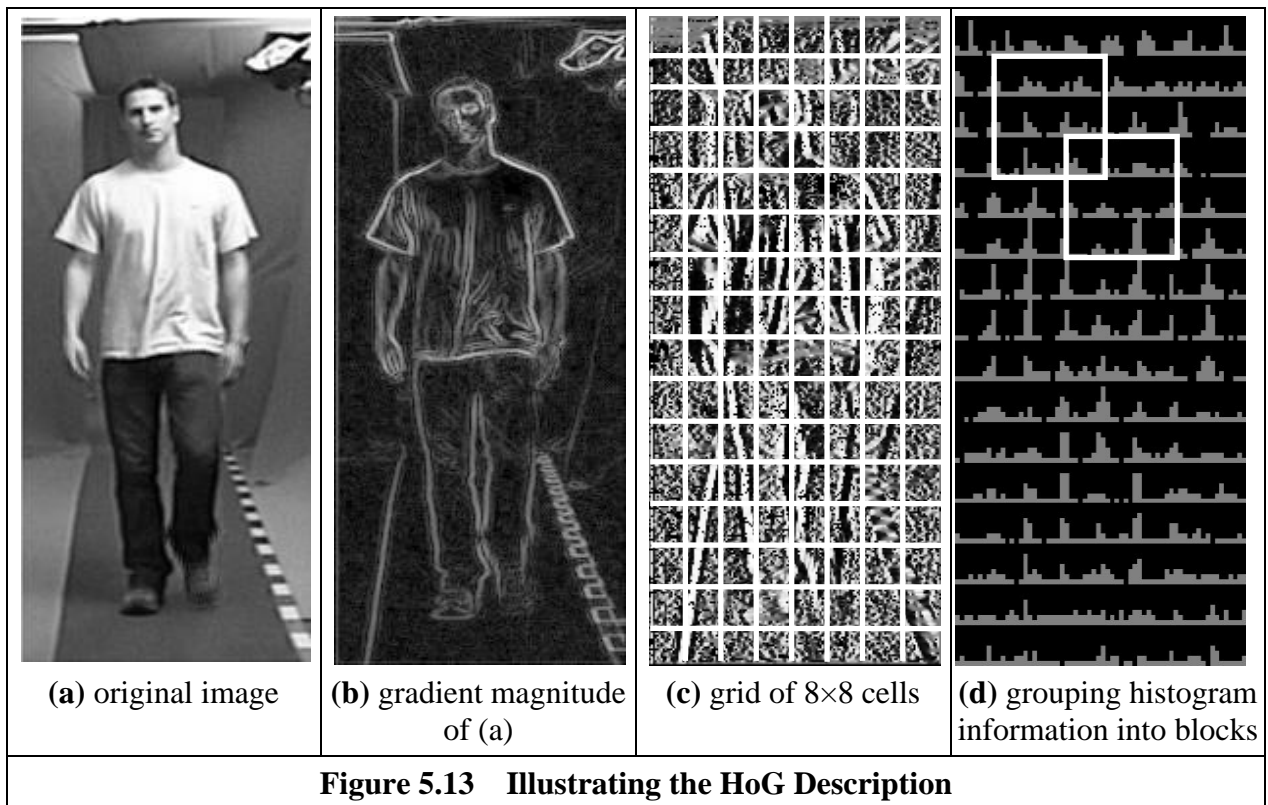 (a) original image
(b) gradient magnitude
of (a)
(c) grid of 8×8 cells
(d) grouping histogram
information into blocks
Figure 5.13 Illustrating the HoG Description